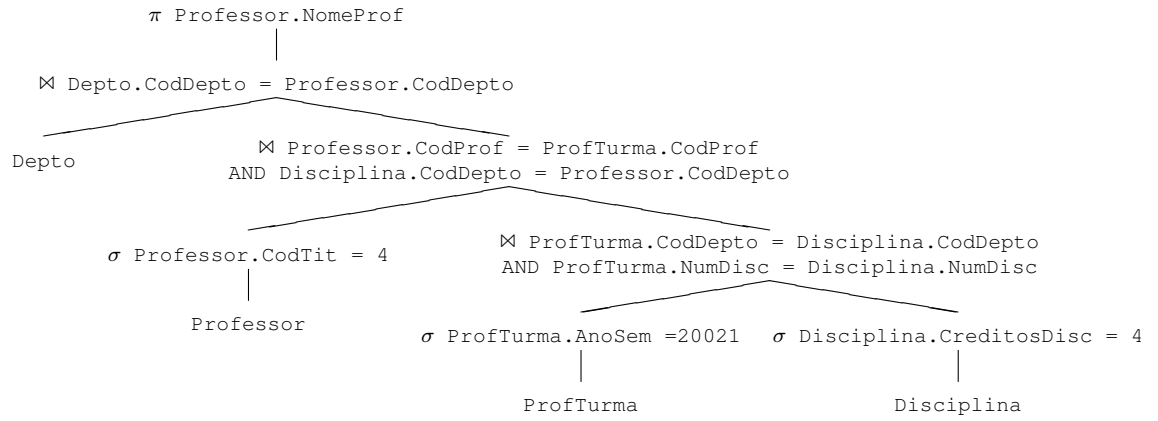 π Professor.NomeProf
⋈ Depto.CodDepto = Professor.CodDepto
Depto
⋈ Professor.CodProf = ProfTurma.CodProf
AND Disciplina.CodDepto = Professor.CodDepto
σ Professor.CodTit = 4
⋈ ProfTurma.CodDepto = Disciplina.CodDepto
AND ProfTurma.NumDisc = Disciplina.NumDisc
Professor
σ ProfTurma.AnoSem =20021
σ Disciplina.CreditosDisc = 4
ProfTurma
Disciplina